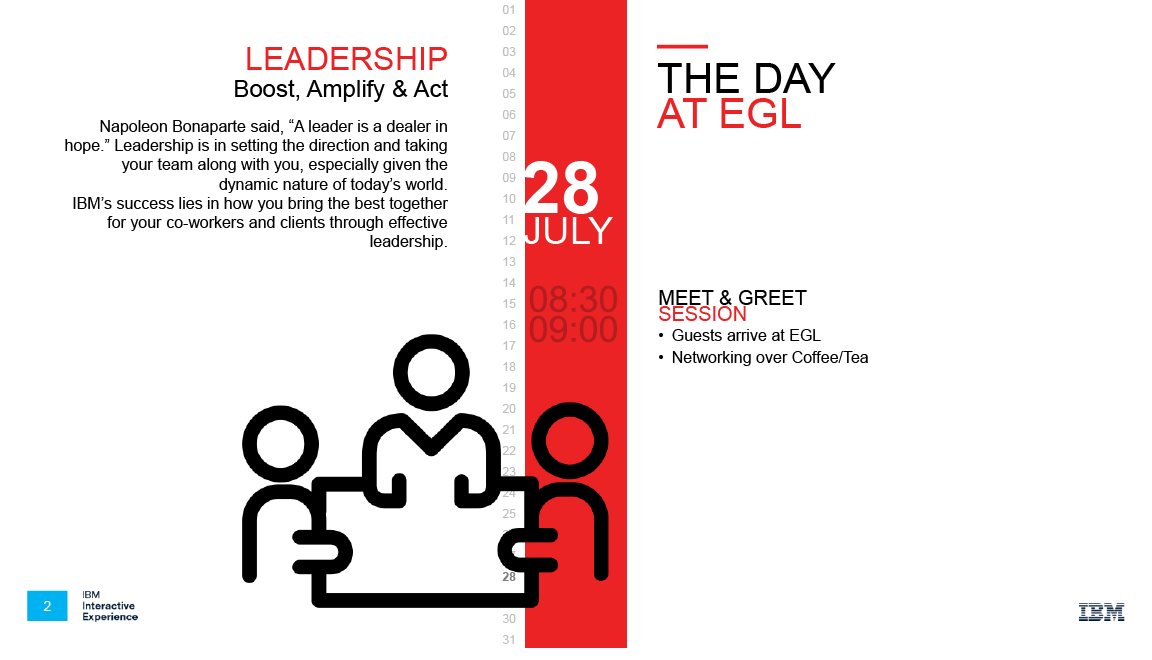 LEADERSHIP
Boost, Amplify & Act
Napoleon Bonaparte said, “A leader is a dealer in
hope.” Leadership is in setting the direction and taking
your team along with you, especially given the
dynamic nature of today’s world.
IBM’s success lies in how you bring the best together
for your co-workers and clients through effective
leadership.
01
02
03
04
05
06
07
08
09
10
11
12
13
14
15
16
17
18
19
20
21
22
23
24
25
28
30
31
28
JULY
08:30
09:00
THE DAY
AT EGL
MEET & GREET
SESSION
• Guests arrive at EGL
• Networking over Coffee/Tea
2
IBM
Interactive
Experience
IBM